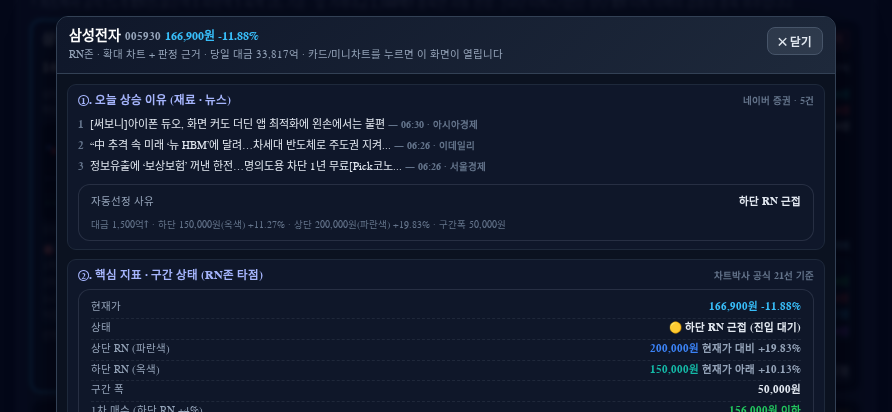 삼성전자 005930 166,900원 -11.88%
RN존 · 확대 차트 + 판정 근거 · 당일 대금 33,817억 · 카드/미니차트를 누르면 이 화면이 열립니다
✕ 닫기
①. 오늘 상승 이유 (재료 · 뉴스)
네이버 증권 · 5건
1 [써보니]아이폰 듀오, 화면 커도 더딘 앱 최적화에 왼손에서는 불편 — 06:30 · 아시아경제
2 “中 추격 속 미래 ‘뉴 HBM’에 달려…차세대 반도체로 주도권 지켜... — 06:26 · 이데일리
3 정보유출에 ‘보상보험’ 꺼낸 한전…명의도용 차단 1년 무료[Pick코노... — 06:26 · 서울경제
자동선정 사유
하단 RN 근접
대금 1,500억↑ · 하단 150,000원(옥색) +11.27% · 상단 200,000원(파란색) +19.83% · 구간폭 50,000원
②. 핵심 지표 · 구간 상태 (RN존 타점)
차트박사 공식 21선 기준
현재가
166,900원 -11.88%
상태
🟡 하단 RN 근접 (진입 대기)
상단 RN (파란색)
200,000원 현재가 대비 +19.83%
하단 RN (옥색)
150,000원 현재가 아래 +10.13%
구간 폭
50,000원
1차 매수 (하단 RN +4%)
156,000원 이하